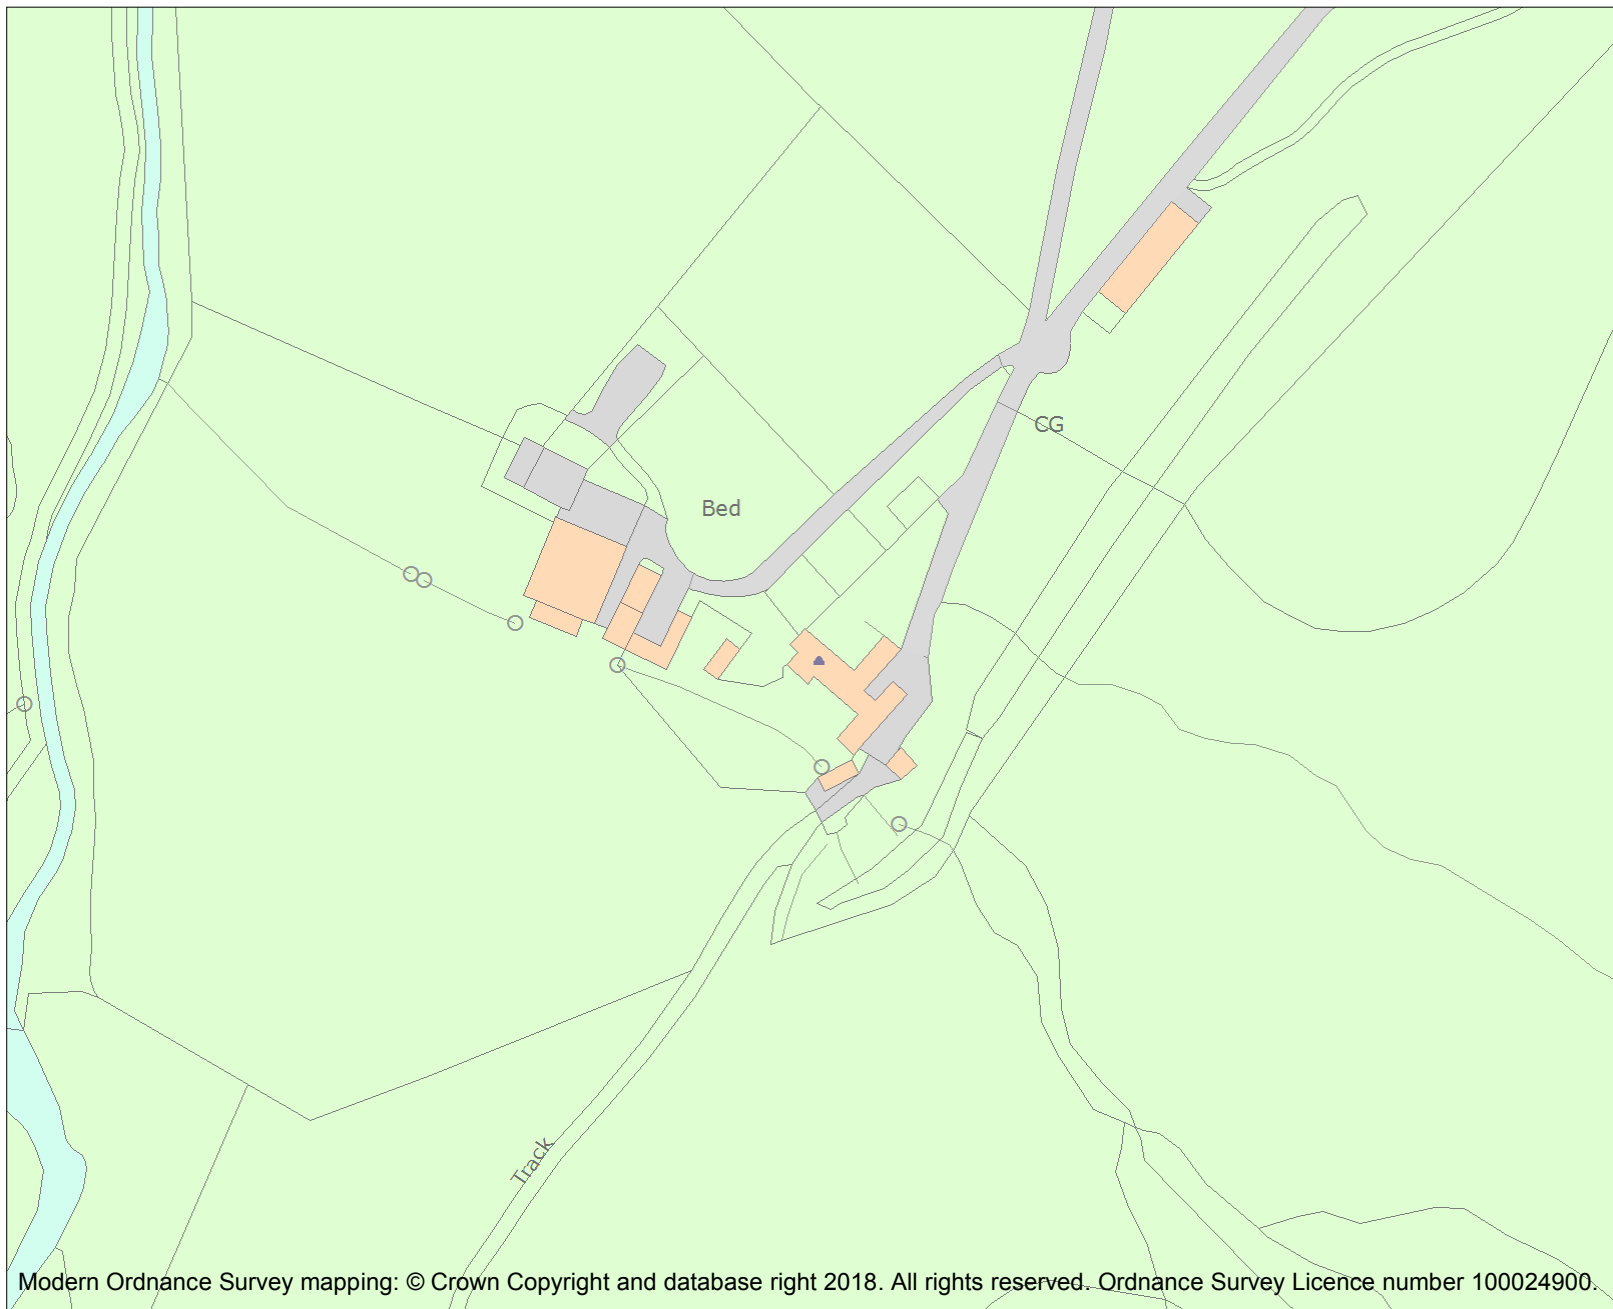 CG
Bed
Track
Modern Ordnance Survey mapping: © Crown Copyright and database right 2018. All rights reserved. Ordnance Survey Licence number 100024900.